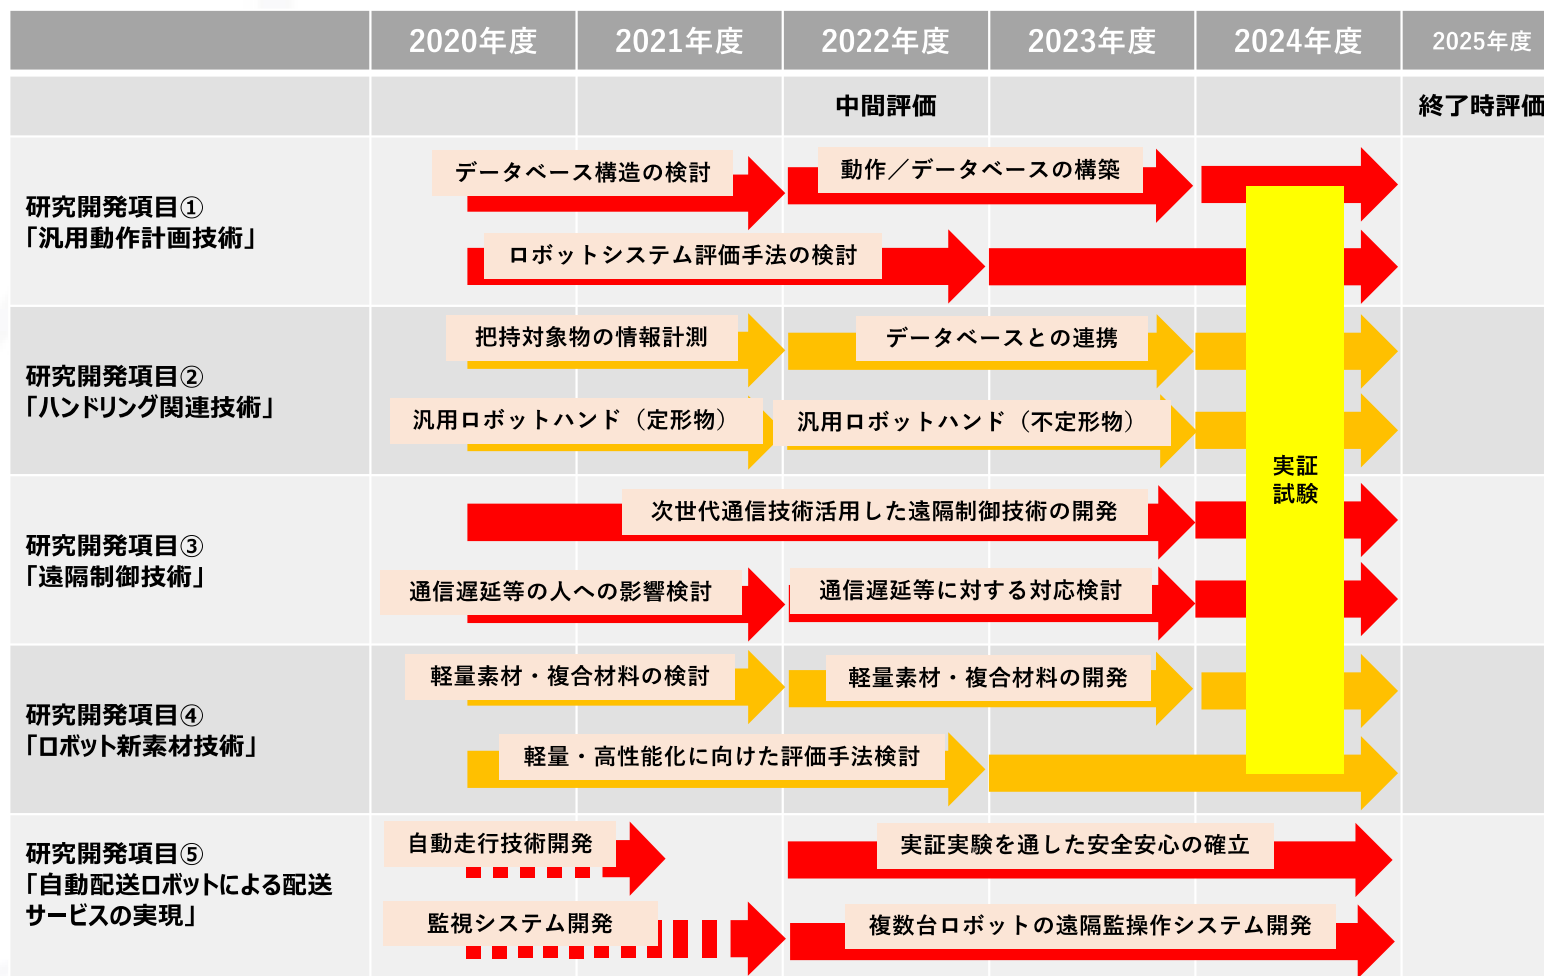 2020年度 2021年度 2022年度 2023年度 2024年度 2025年度
中間評価 終了時評価
研究開発項目①
「汎用動作計画技術」
データベース構造の検討
動作／データベースの構築
ロボットシステム評価手法の検討
研究開発項目②
「ハンドリング関連技術」
把持対象物の情報計測
データベースとの連携
汎用ロボットハンド（定形物）
汎用ロボットハンド（不定形物）
実証
試験
研究開発項目③
「遠隔制御技術」
次世代通信技術活用した遠隔制御技術の開発
通信遅延等の人への影響検討
通信遅延等に対する対応検討
研究開発項目④
「ロボット新素材技術」
軽量素材・複合材料の検討
軽量素材・複合材料の開発
軽量・高性能化に向けた評価手法検討
研究開発項目⑤
「自動配送ロボットによる配送
サービスの実現」
自動走行技術開発
実証実験を通した安全安心の確立
監視システム開発
複数台ロボットの遠隔監操作システム開発